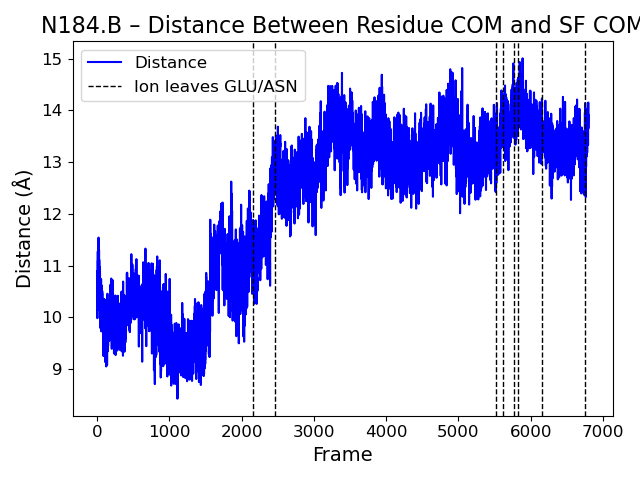 N184.B – Distance Between Residue COM and SF COM
Distance
Ion leaves GLU/ASN
Distance (Å)
15
14
13
12
11
10
9
0 1000 2000 3000 4000 5000 6000 7000
Frame